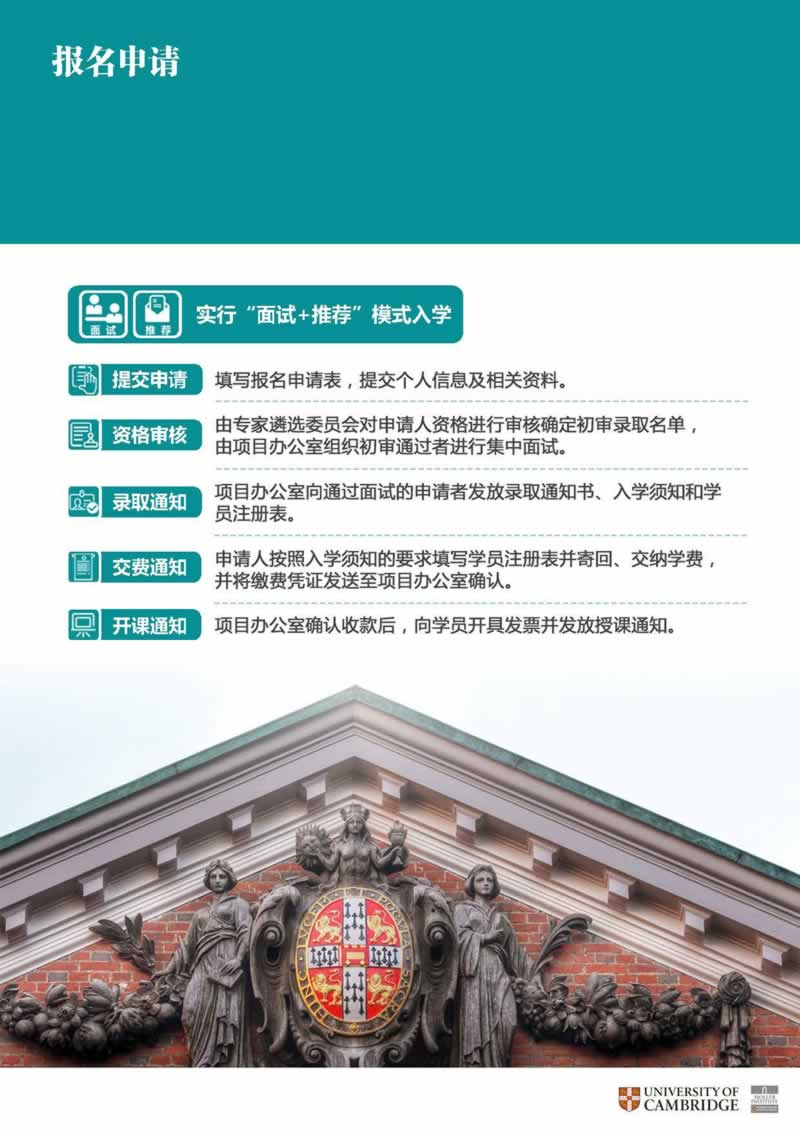 报名申请
面试
推荐
实行“面试+推荐”模式入学
提交申请
填写报名申请表，提交个人信息及相关资料。
资格审核
由专家遴选委员会对申请人资格进行审核确定初审录取名单，
由项目办公室组织初审通过者进行集中面试。
录取通知
项目办公室向通过面试的申请者发放录取通知书、入学须知和学
员注册表。
交费通知
申请人按照入学须知的要求填写学员注册表并寄回、交纳学费，
并将缴费凭证发送至项目办公室确认。
开课通知
项目办公室确认收款后，向学员开具发票并发放授课通知。
HINC LVCEM ET POCVLA SACRA
UNIVERSITY OF
CAMBRIDGE
MØLLER
INSTITUTE